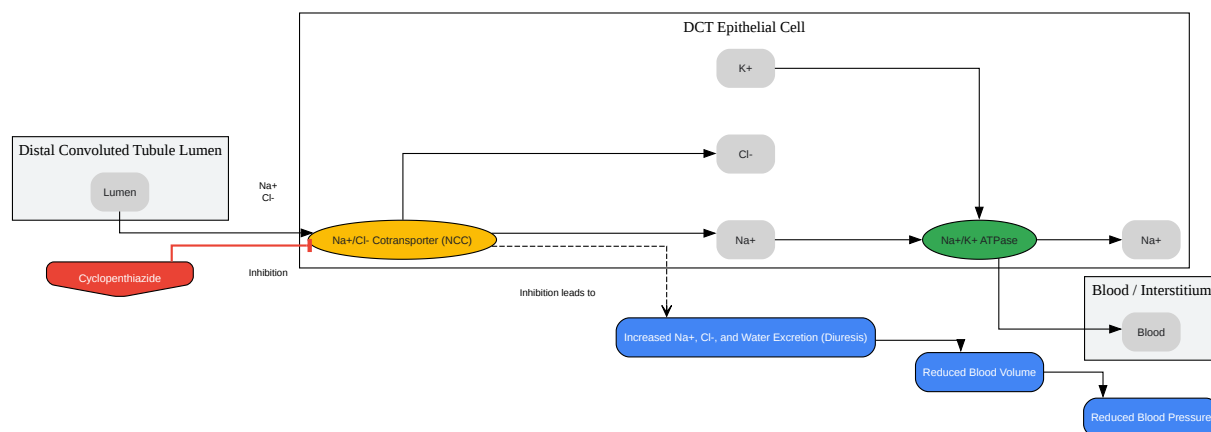 DCT Epithelial Cell
K+
Distal Convoluted Tubule Lumen
Cl-
Lumen
Na+
Cl-
Na+/Cl- Cotransporter (NCC)
Na+
Na+/K+ ATPase
Na+
Cyclopenthiazide
Inhibition
Inhibition leads to
Blood / Interstitium
Blood
Increased Na+, Cl-, and Water Excretion (Diuresis)
Reduced Blood Volume
Reduced Blood Pressure